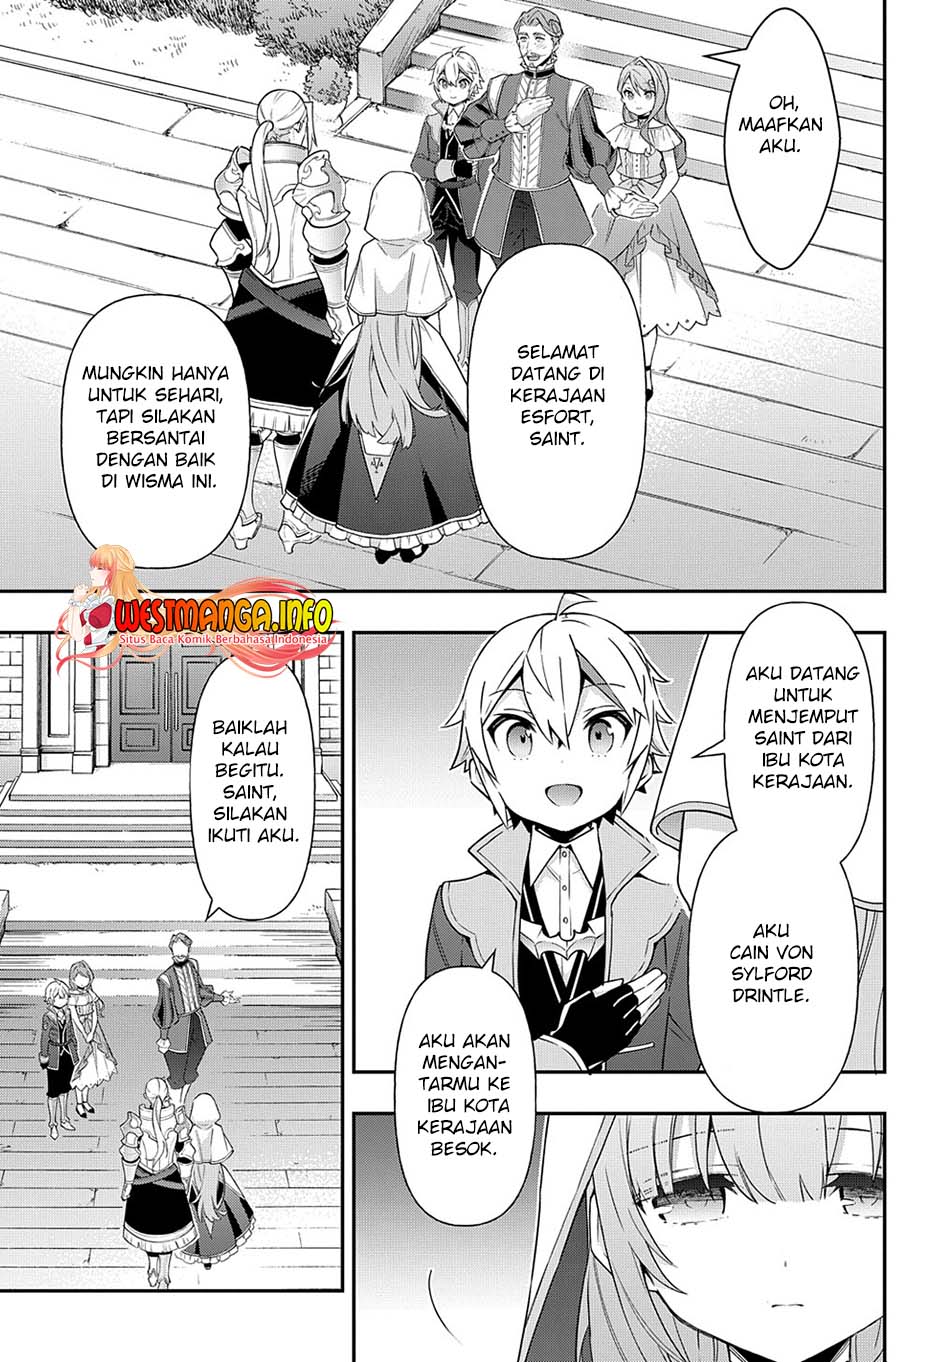 OH,
MAAFKAN
AKU.
SELAMAT
DATANG DI
KERAJAAN
ESFORT,
SAINT.
MUNGKIN HANYA
UNTUK SEHARI,
TAPI SILAKAN
BERSANTAI
DENGAN BAIK
DI WISMA INI.
WESTMANGA.INFO
Situs Baca Komik Berbahasa Indonesia
AKU DATANG
UNTUK
MENJEMPUT
SAINT DARI
IBU KOTA
KERAJAAN.
AKU
CAIN VON
SYLFORD
DRINTLE.
AKU AKAN
MENGAN-
TARMU KE
IBU KOTA
KERAJAAN
BESOK.
BAIKLAH
KALAU
BEGITU.
SAINT,
SILAKAN
IKUTI AKU.